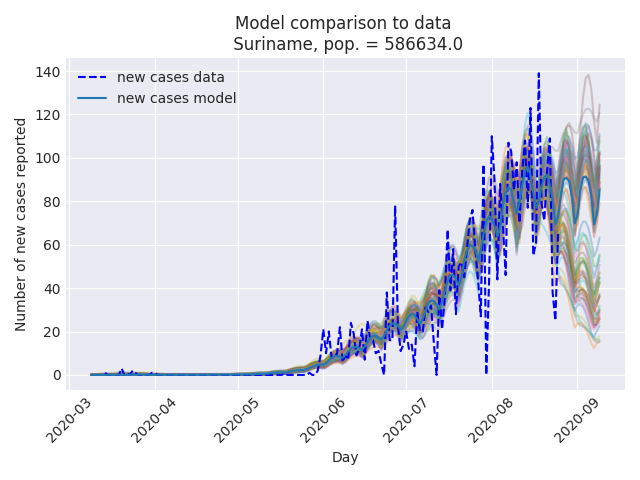 Model comparison to data
Suriname, pop. = 586634.0
new cases data
new cases model
Number of new cases reported
140
120
100
80
60
40
20
0
2020-03
2020-04
2020-05
2020-06
2020-07
2020-08
2020-09
Day